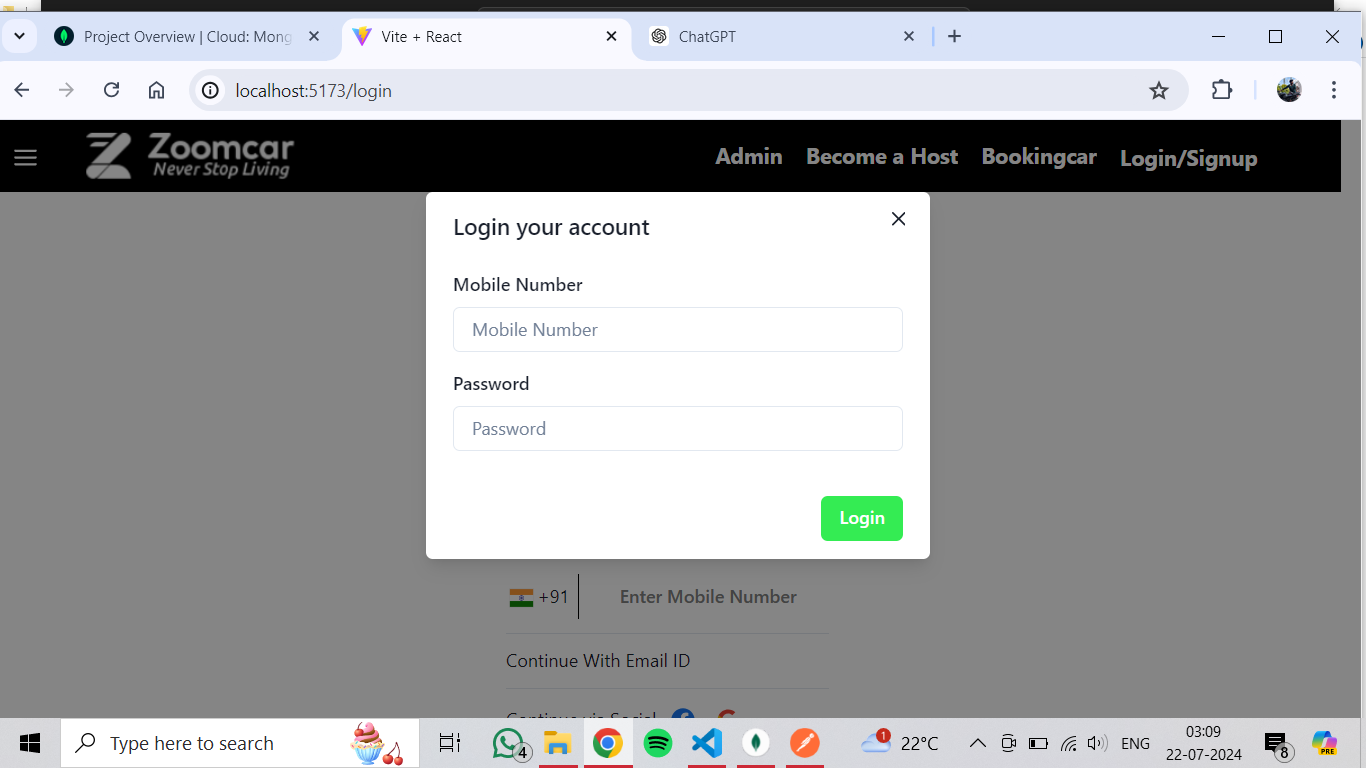 Project Overview | Cloud: Mong
Vite + React
ChatGPT
localhost:5173/login
Zoomcar
Never Stop Living
Admin
Become a Host
Bookingcar
Login/Signup
Login your account
Mobile Number
Mobile Number
Password
Password
Login
+91
Enter Mobile Number
Continue With Email ID
Continue via Social
Type here to search
4
1
22°C
ENG
03:09
22-07-2024
8
PRE